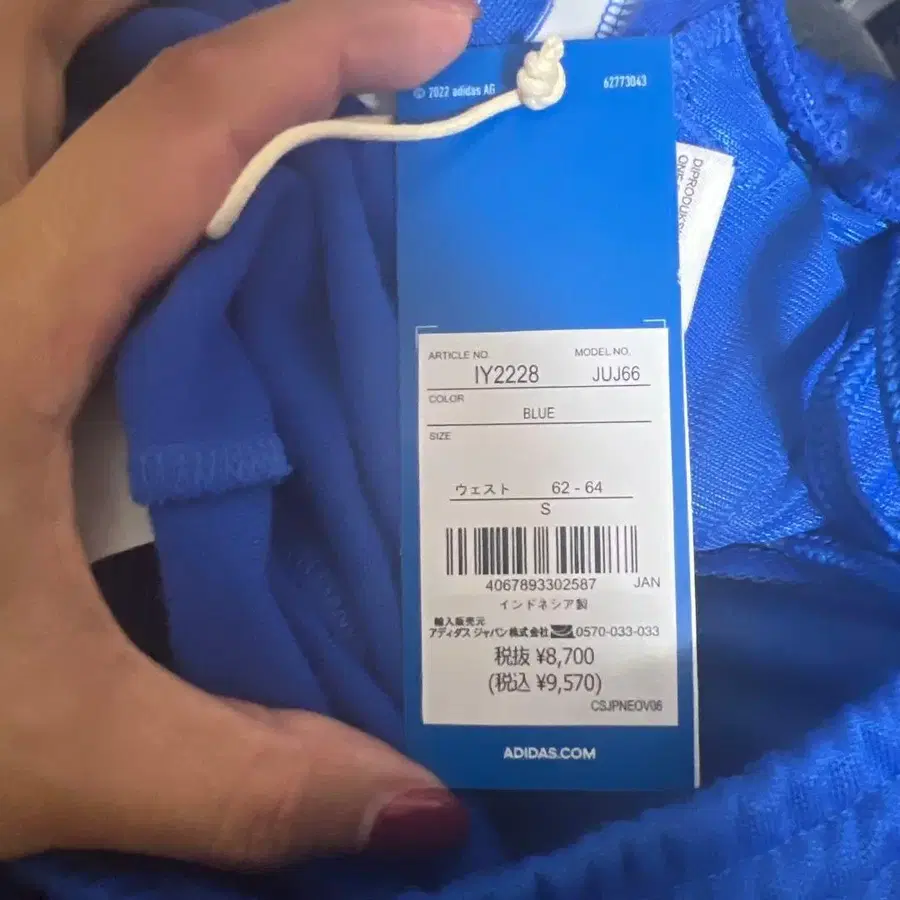 © 2022 adidas AG 62773043
DIPRODUKSI
ARTICLE NO. MODEL NO.
IY2228 JUJ66
COLOR
BLUE
SIZE
ウェスト 62 - 64
S
4067893302587 JAN
インドネシア製
輸入販売元
アディダス ジャパン株式会社 0570-033-033
税抜 ¥8,700
(税込 ¥9,570)
CSJPNEOV06
ADIDAS.COM